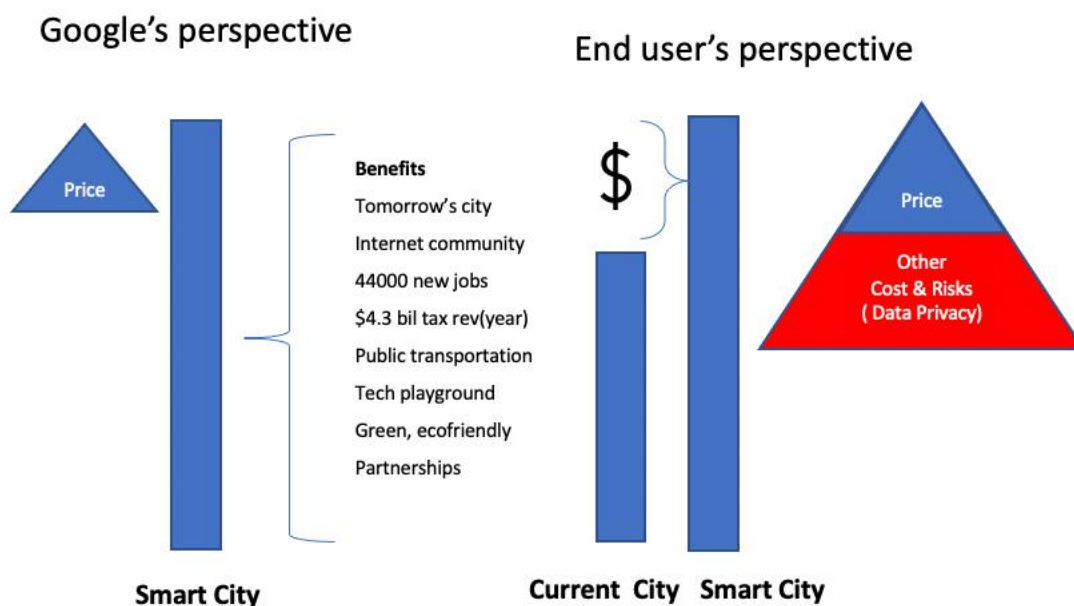 Google's perspective
End user's perspective
Price
Benefits
Tomorrow's city
Internet community
44000 new jobs
$4.3 bil tax rev(year)
Public transportation
Tech playground
Green, ecofriendly
Partnerships
$
Price
Other
Cost & Risks
( Data Privacy)
Smart City
Current City
Smart City